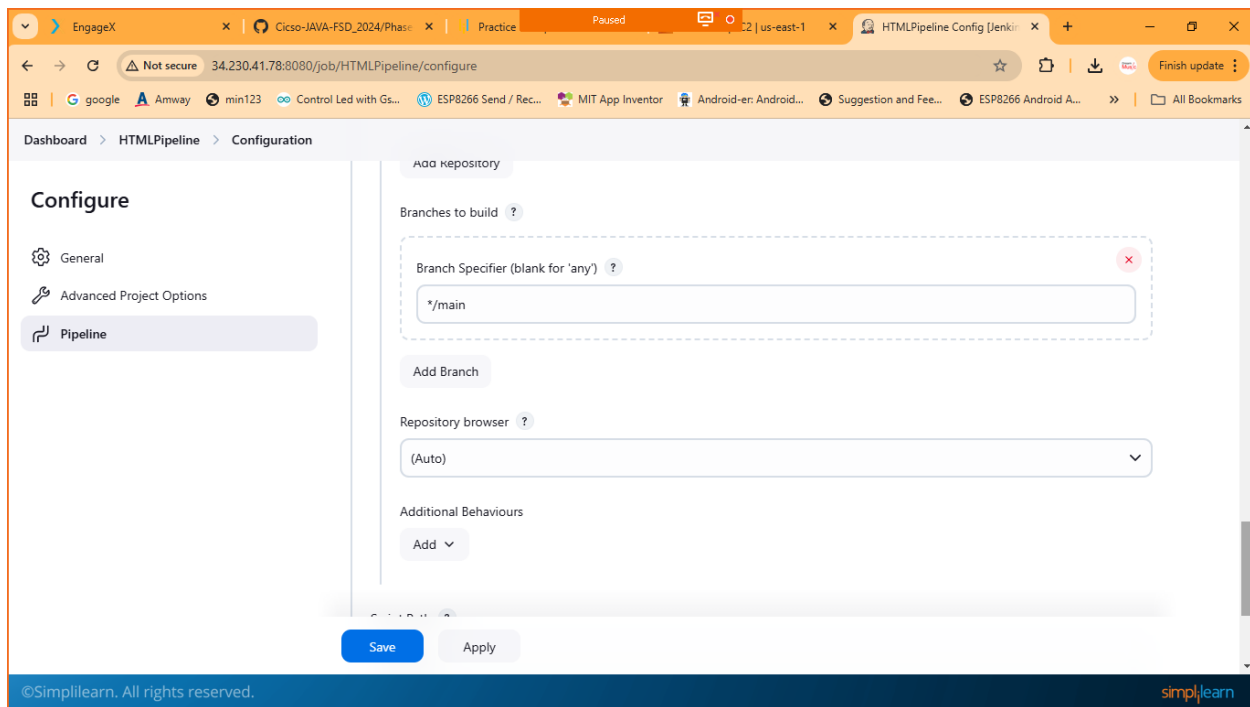 EngageX
Cicso-JAVA-FSD_2024/Phase
Practice
Paused
C2 | us-east-1
HTMLPipeline Config [Jenkin
Not secure 34.230.41.78:8080/job/HTMLPipeline/configure
Finish update
google Amway min123 Control Led with Gs... ESP8266 Send / Rec... MIT App Inventor Android-er: Android... Suggestion and Fee... ESP8266 Android A... » All Bookmarks
Dashboard > HTMLPipeline > Configuration
Add Repository
Configure
Branches to build ?
General
Branch Specifier (blank for 'any') ?
Advanced Project Options
*/main
Pipeline
Add Branch
Repository browser ?
(Auto)
Additional Behaviours
Add
Save
Apply
©Simplilearn. All rights reserved.
simplilearn